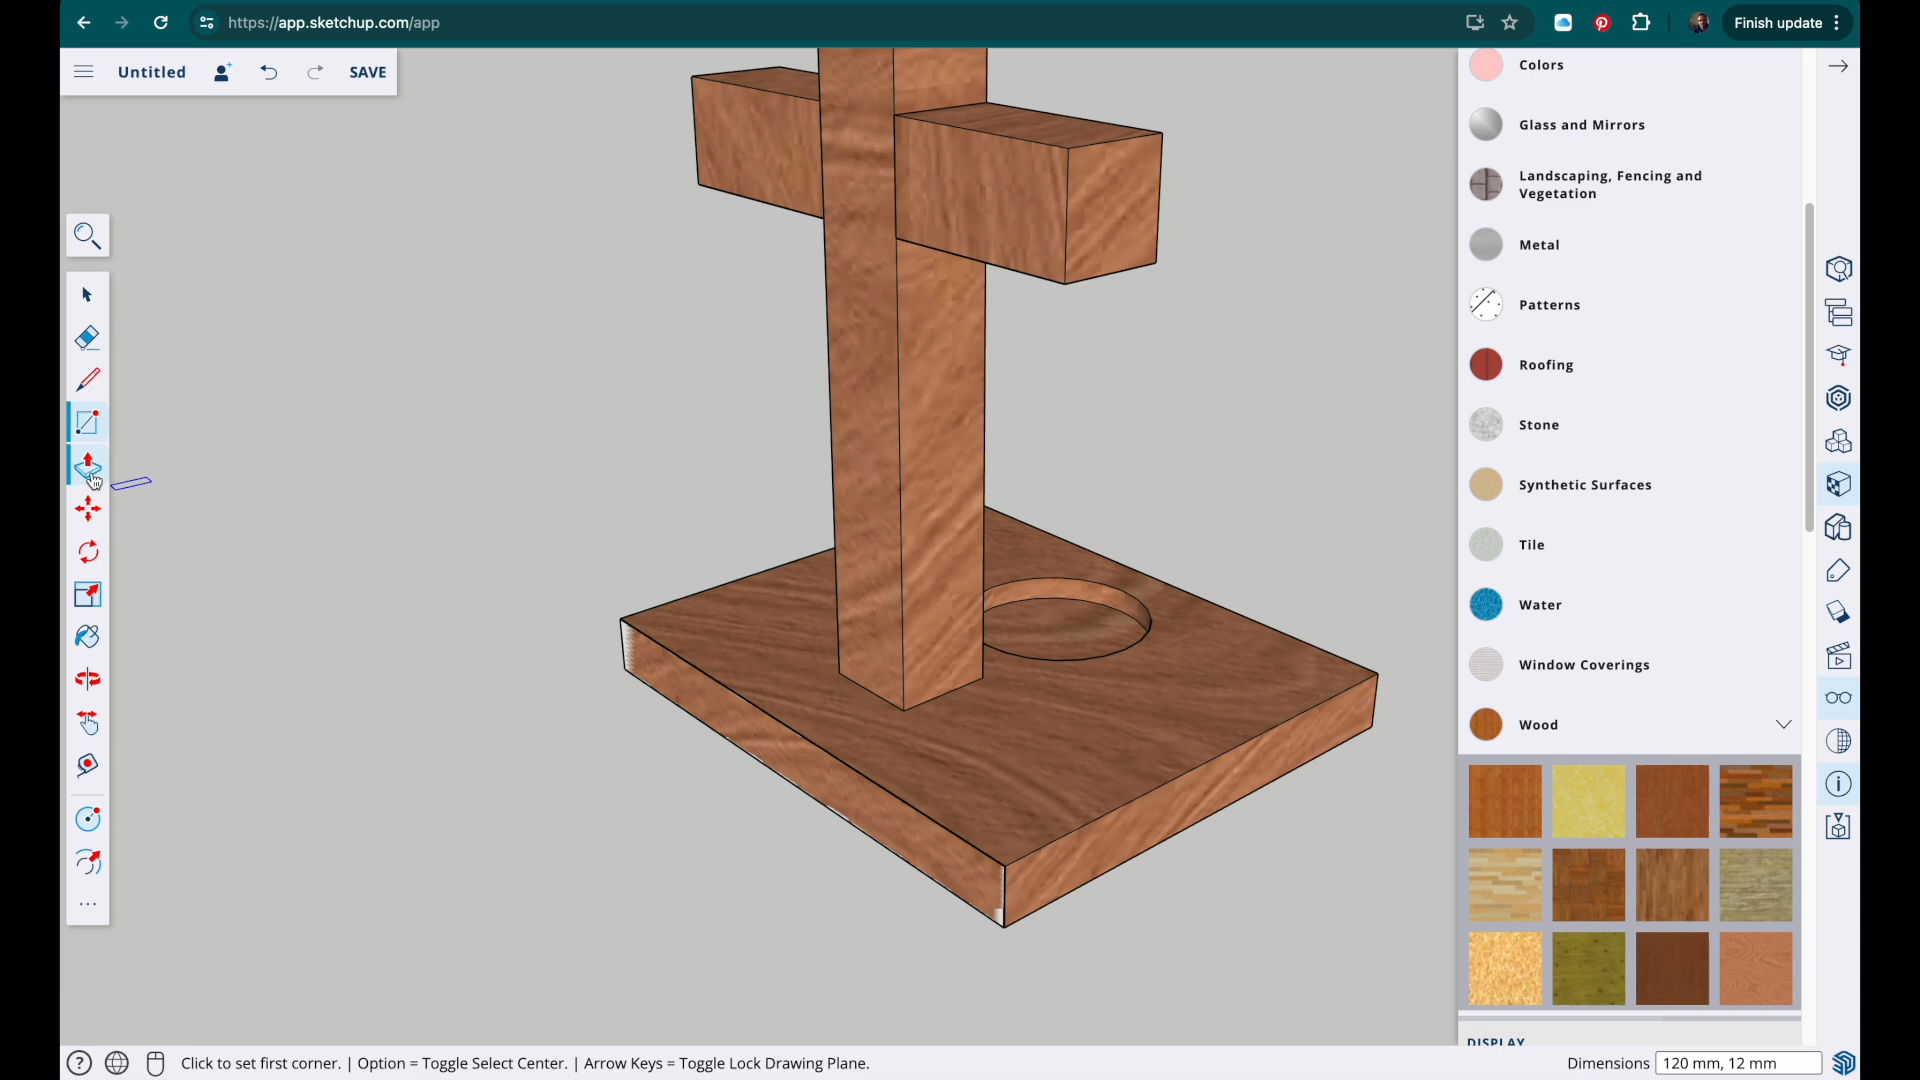 https://app.sketchup.com/app
Finish update
Untitled
SAVE
Colors
Glass and Mirrors
Landscaping, Fencing and
Vegetation
Metal
Patterns
Roofing
Stone
Synthetic Surfaces
Tile
Water
Window Coverings
Wood
DISPLAY
Click to set first corner. | Option = Toggle Select Center. | Arrow Keys = Toggle Lock Drawing Plane.
Dimensions 120 mm, 12 mm